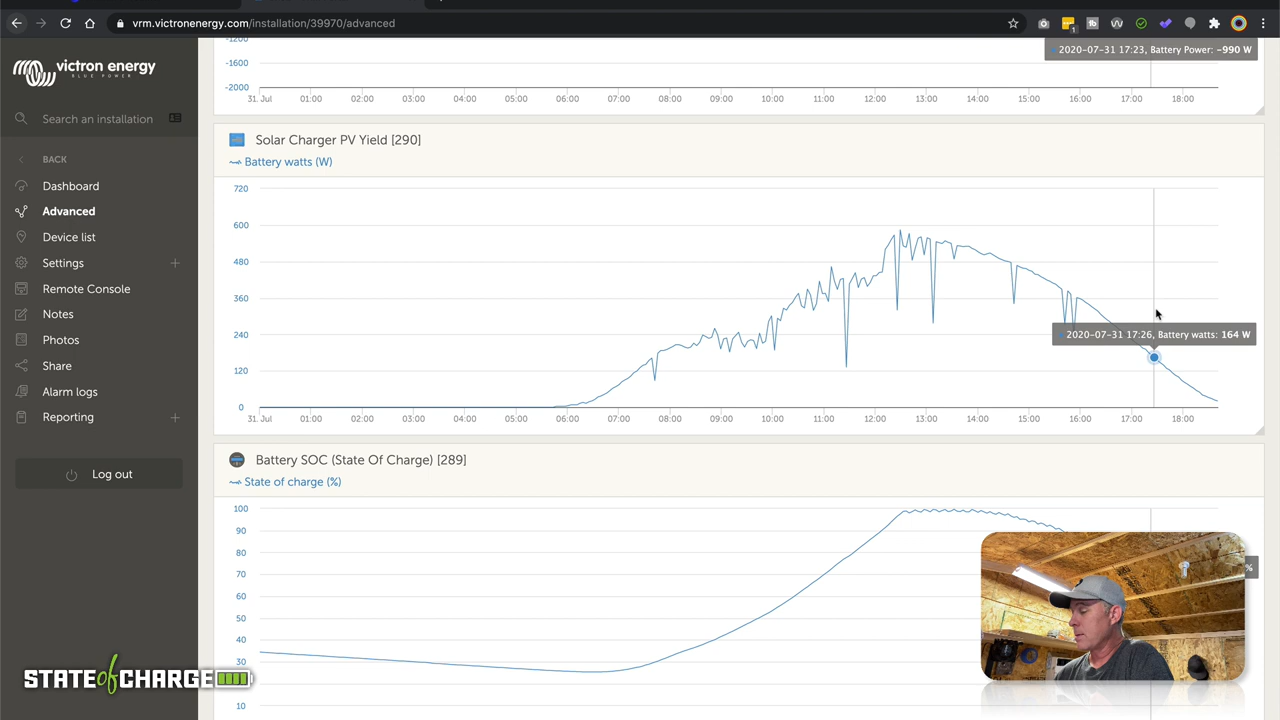 vrm.victronenergy.com/installation/39970/advanced
1
victron energy
BLUE POWER
Search an installation
BACK
Dashboard
Advanced
Device list
Settings
+
Remote Console
Notes
Photos
Share
Alarm logs
Reporting
+
Log out
STATE of CHARGE
-1200
-1600
-2000
2020-07-31 17:23, Battery Power: -990 W
31. Jul 01:00 02:00 03:00 04:00 05:00 06:00 07:00 08:00 09:00 10:00 11:00 12:00 13:00 14:00 15:00 16:00 17:00 18:00
Solar Charger PV Yield [290]
Battery watts (W)
720
600
480
360
240
120
0
2020-07-31 17:26, Battery watts: 164 W
31. Jul 01:00 02:00 03:00 04:00 05:00 06:00 07:00 08:00 09:00 10:00 11:00 12:00 13:00 14:00 15:00 16:00 17:00 18:00
Battery SOC (State Of Charge) [289]
State of charge (%)
100
90
80
70
60
50
40
30
10
%